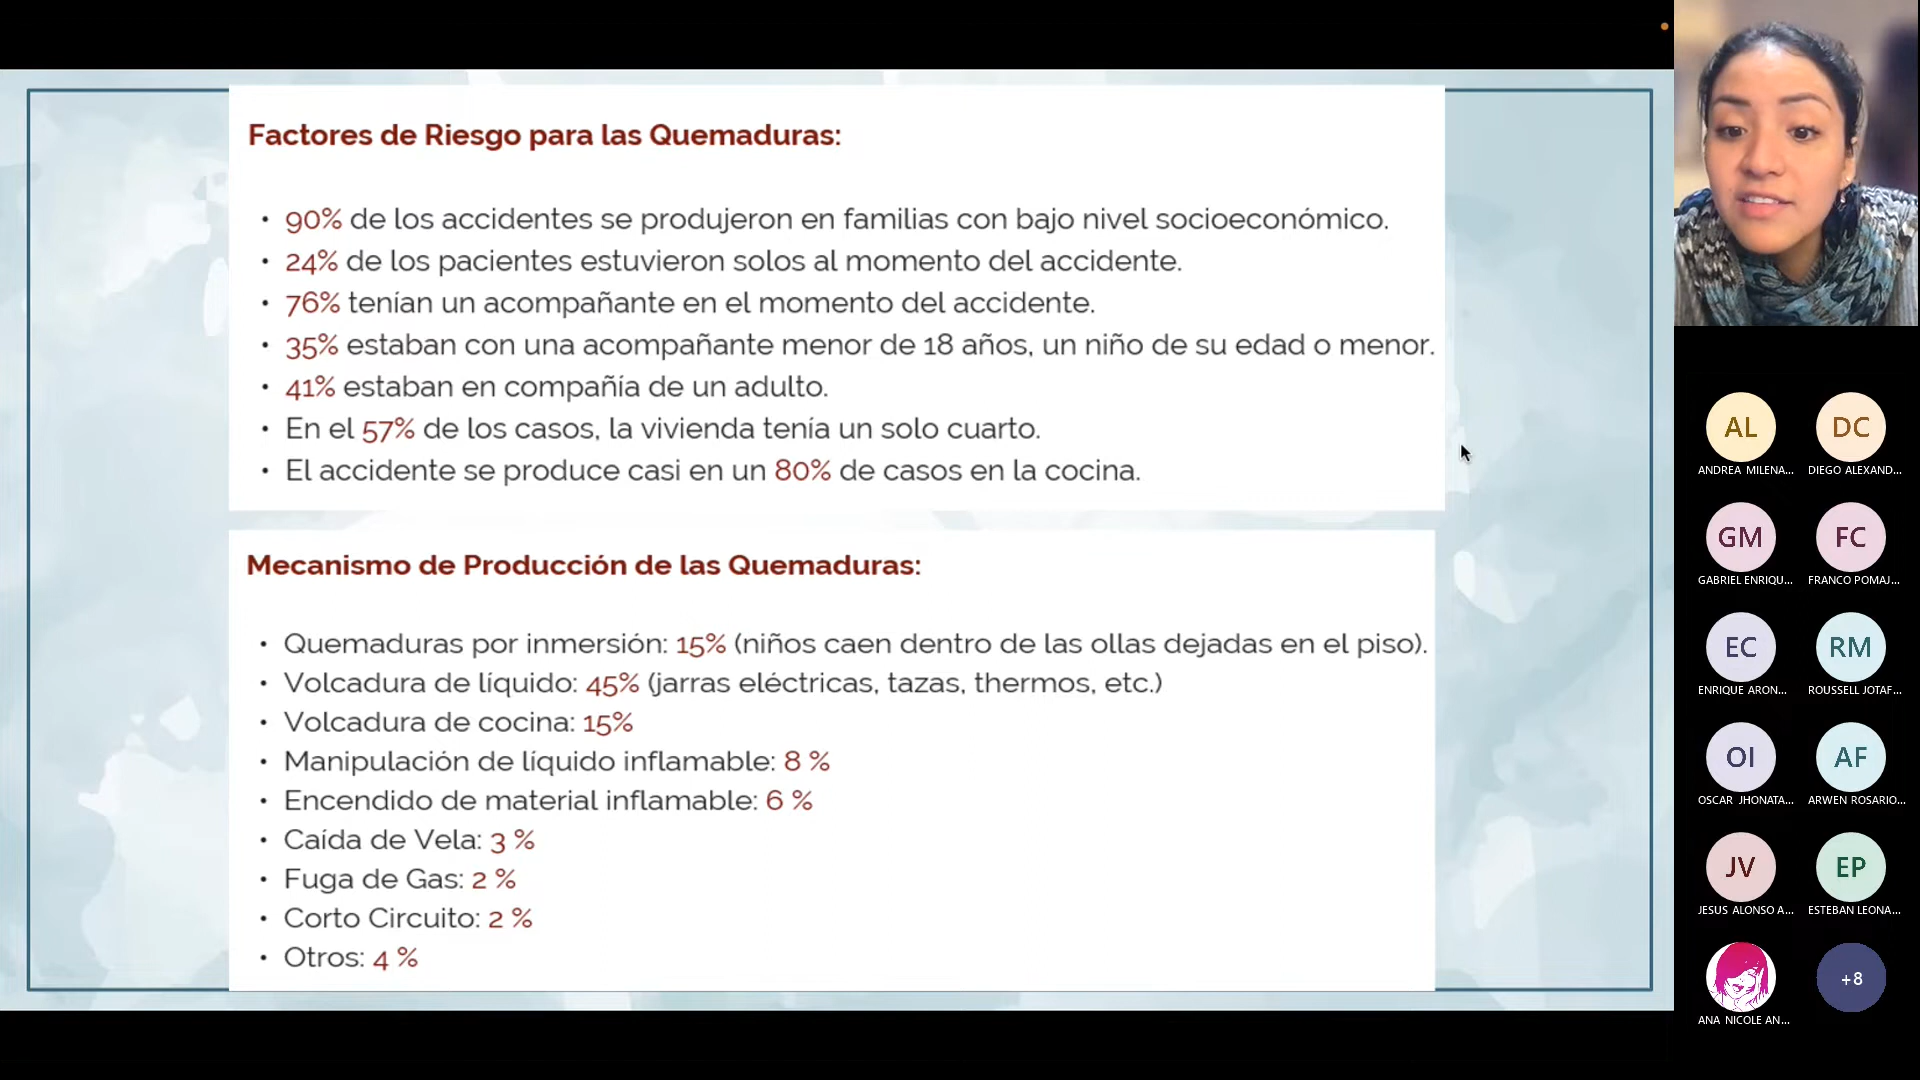 Factores de Riesgo para las Quemaduras:
• 90% de los accidentes se produjeron en familias con bajo nivel socioeconómico.
• 24% de los pacientes estuvieron solos al momento del accidente.
• 76% tenían un acompañante en el momento del accidente.
• 35% estaban con una acompañante menor de 18 años, un niño de su edad o menor.
• 41% estaban en compañía de un adulto.
• En el 57% de los casos, la vivienda tenía un solo cuarto.
• El accidente se produce casi en un 80% de casos en la cocina.
Mecanismo de Producción de las Quemaduras:
• Quemaduras por inmersión: 15% (niños caen dentro de las ollas dejadas en el piso).
• Volcadura de líquido: 45% (jarras eléctricas, tazas, thermos, etc.)
• Volcadura de cocina: 15%
• Manipulación de líquido inflamable: 8 %
• Encendido de material inflamable: 6 %
• Caída de Vela: 3 %
• Fuga de Gas: 2 %
• Corto Circuito: 2 %
• Otros: 4 %
AL DC
ANDREA MILENA... DIEGO ALEXAND...
GM FC
GABRIEL ENRIQU... FRANCO POMAJ...
EC RM
ENRIQUE ARON... ROUSSELL JOTAF...
OI AF
OSCAR JHONATA... ARWEN ROSARIO...
JV EP
JESUS ALONSO A... ESTEBAN LEONA...
+8
ANA NICOLE AN...